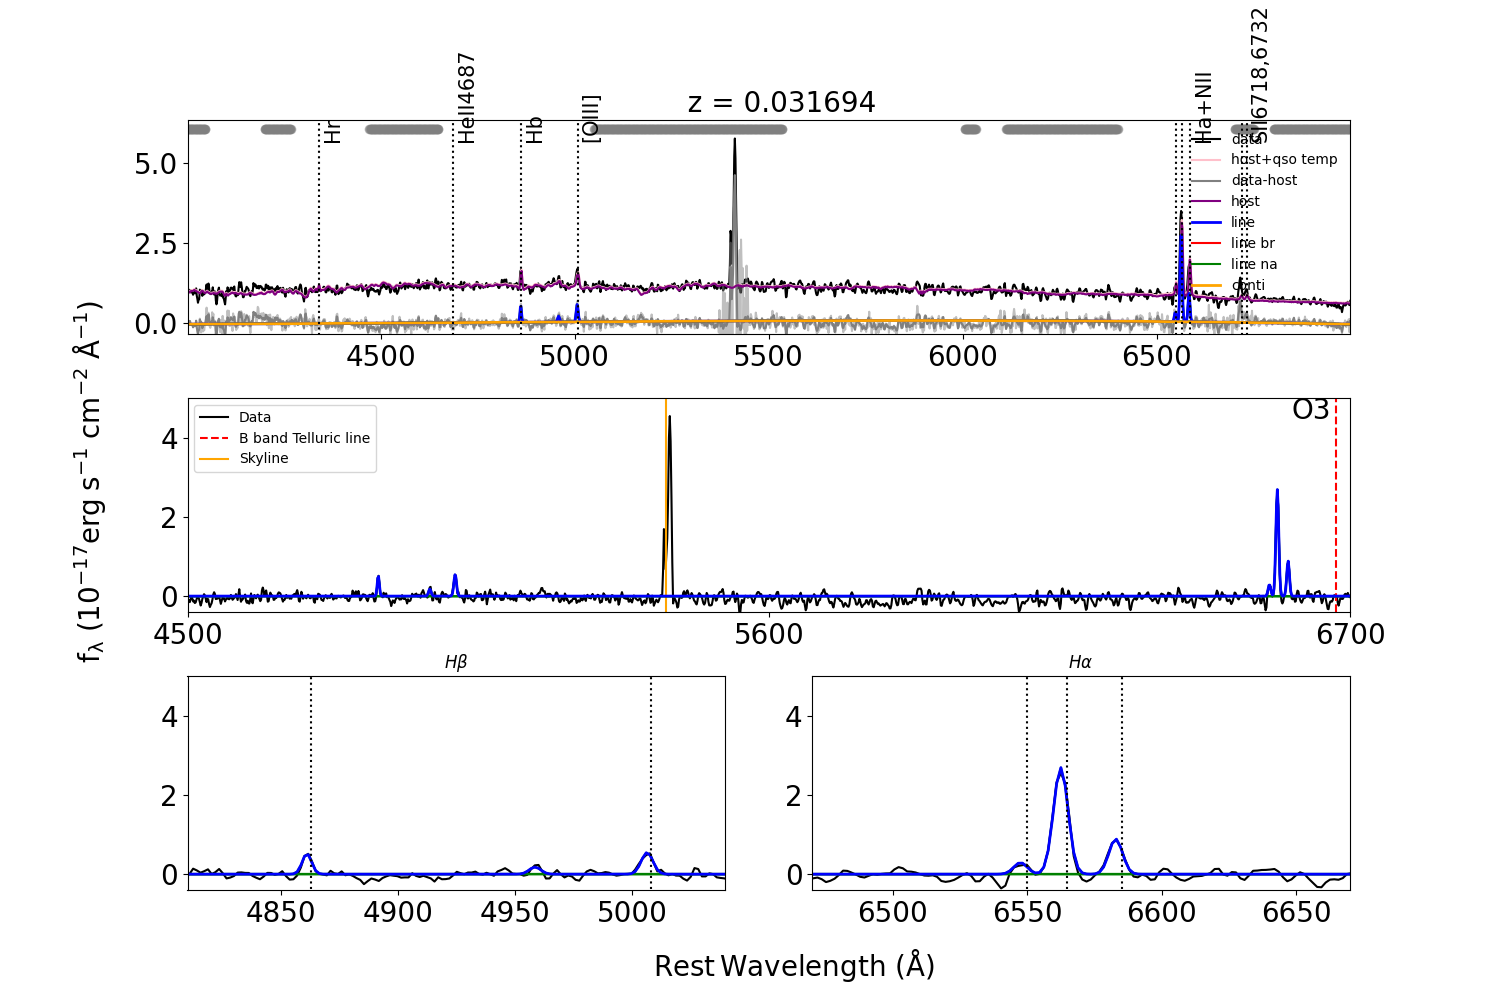 z = 0.031694
Hr
HeII4687
Hb
[OIII]
Ha+NII
SII6718,6732
data
host+qso temp
data-host
host
line
line br
line na
conti
5.0
2.5
0.0
4500 5000 5500 6000 6500
fλ (10⁻¹⁷erg s⁻¹ cm⁻² Å⁻¹)
Data
B band Telluric line
Skyline
O3
4
2
0
4500 5600 6700
Hβ
4
2
0
4850 4900 4950 5000
Hα
4
2
0
6500 6550 6600 6650
Rest Wavelength (Å)